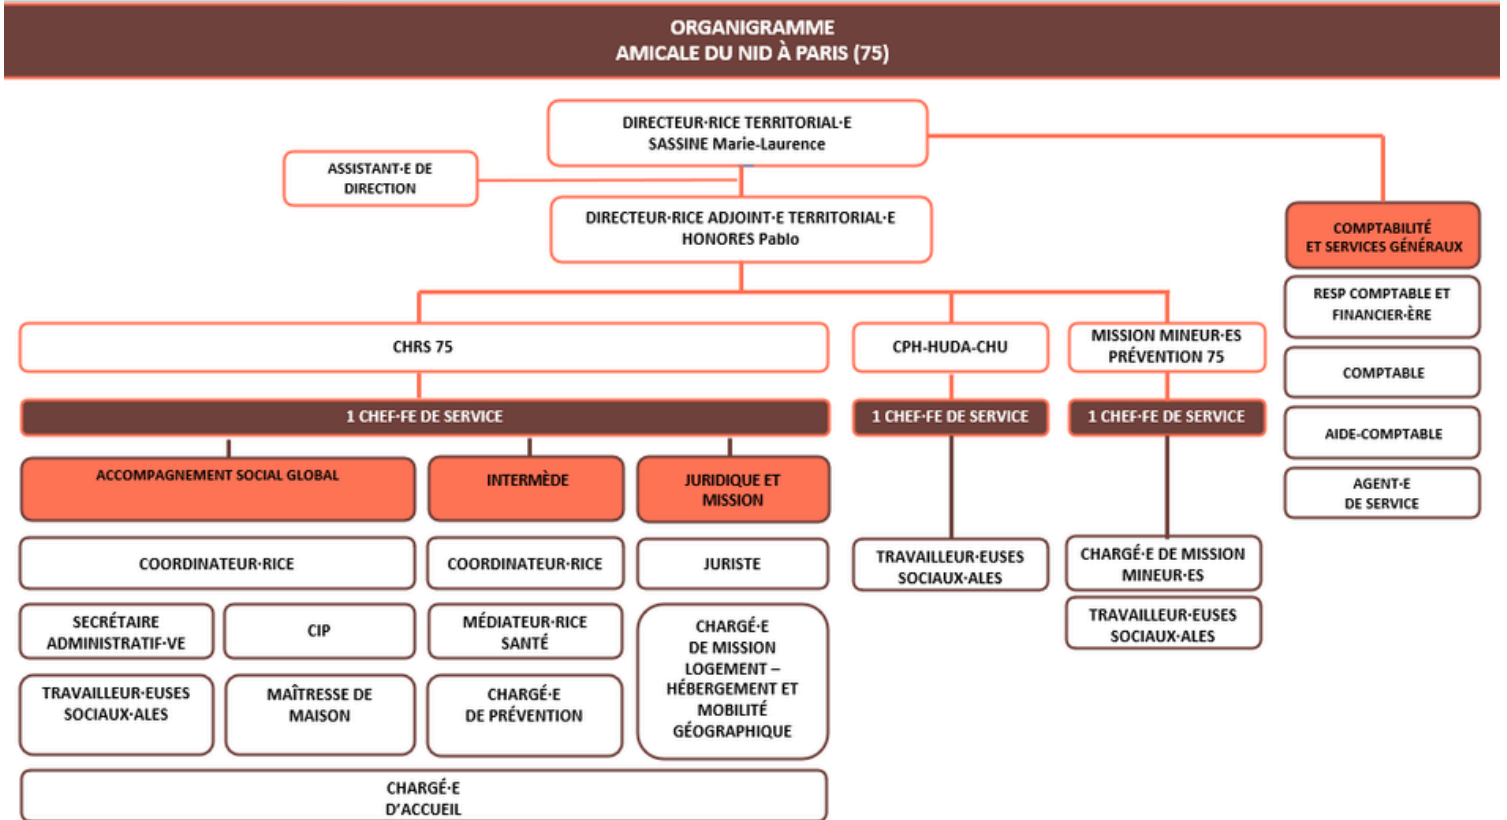 ORGANIGRAMME
AMICALE DU NID À PARIS (75)
DIRECTEUR·RICE TERRITORIAL·E
SASSINE Marie-Laurence
ASSISTANT·E DE
DIRECTION
DIRECTEUR·RICE ADJOINT·E TERRITORIAL·E
HONORES Pablo
COMPTABILITÉ
ET SERVICES GÉNÉRAUX
RESP COMPTABLE ET
FINANCIER·ÈRE
COMPTABLE
AIDE-COMPTABLE
AGENT·E
DE SERVICE
CHRS 75
1 CHEF·FE DE SERVICE
ACCOMPAGNEMENT SOCIAL GLOBAL
COORDINATEUR·RICE
SECRÉTAIRE
ADMINISTRATIF·VE
CIP
TRAVAILLEUR·EUSES
SOCIAUX·ALES
MAÎTRESSE DE
MAISON
INTERMÈDE
COORDINATEUR·RICE
MÉDIATEUR·RICE
SANTÉ
CHARGÉ·E
DE PRÉVENTION
JURIDIQUE ET
MISSION
JURISTE
CHARGÉ·E
DE MISSION
LOGEMENT –
HÉBERGEMENT ET
MOBILITÉ
GÉOGRAPHIQUE
CHARGÉ·E
D'ACCUEIL
CPH-HUDA-CHU
1 CHEF·FE DE SERVICE
TRAVAILLEUR·EUSES
SOCIAUX·ALES
MISSION MINEUR·ES
PRÉVENTION 75
1 CHEF·FE DE SERVICE
CHARGÉ·E DE MISSION
MINEUR·ES
TRAVAILLEUR·EUSES
SOCIAUX·ALES